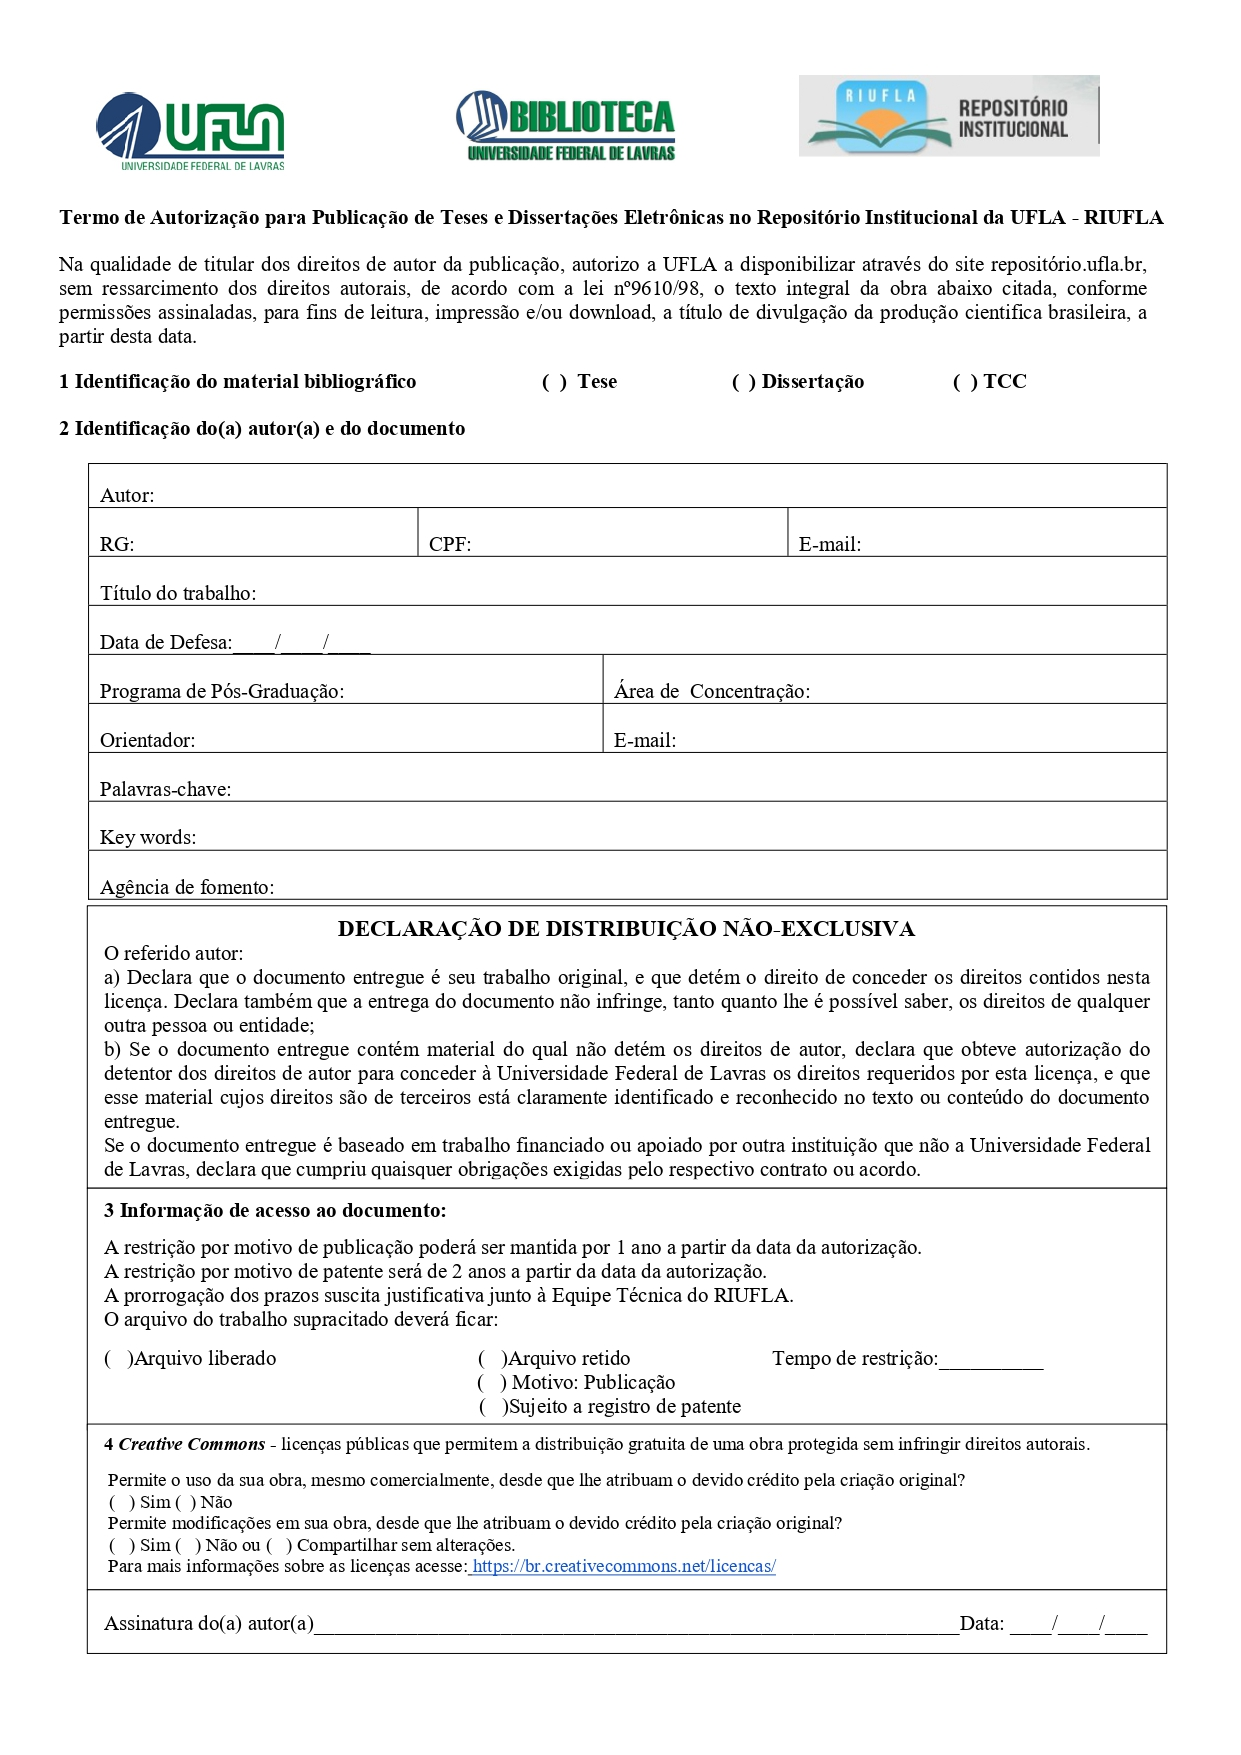 UFLA
UNIVERSIDADE FEDERAL DE LAVRAS
BIBLIOTECA
UNIVERSIDADE FEDERAL DE LAVRAS
RIUFLA
REPOSITÓRIO
INSTITUCIONAL
Termo de Autorização para Publicação de Teses e Dissertações Eletrônicas no Repositório Institucional da UFLA - RIUFLA
Na qualidade de titular dos direitos de autor da publicação, autorizo a UFLA a disponibilizar através do site repositório.ufla.br,
sem ressarcimento dos direitos autorais, de acordo com a lei nº9610/98, o texto integral da obra abaixo citada, conforme
permissões assinaladas, para fins de leitura, impressão e/ou download, a título de divulgação da produção cientifica brasileira, a
partir desta data.
1 Identificação do material bibliográfico ( ) Tese ( ) Dissertação ( ) TCC
2 Identificação do(a) autor(a) e do documento
Autor:
RG: CPF: E-mail:
Título do trabalho:
Data de Defesa:____/____/____
Programa de Pós-Graduação: Área de Concentração:
Orientador: E-mail:
Palavras-chave:
Key words:
Agência de fomento:
DECLARAÇÃO DE DISTRIBUIÇÃO NÃO-EXCLUSIVA
O referido autor:
a) Declara que o documento entregue é seu trabalho original, e que detém o direito de conceder os direitos contidos nesta
licença. Declara também que a entrega do documento não infringe, tanto quanto lhe é possível saber, os direitos de qualquer
outra pessoa ou entidade;
b) Se o documento entregue contém material do qual não detém os direitos de autor, declara que obteve autorização do
detentor dos direitos de autor para conceder à Universidade Federal de Lavras os direitos requeridos por esta licença, e que
esse material cujos direitos são de terceiros está claramente identificado e reconhecido no texto ou conteúdo do documento
entregue.
Se o documento entregue é baseado em trabalho financiado ou apoiado por outra instituição que não a Universidade Federal
de Lavras, declara que cumpriu quaisquer obrigações exigidas pelo respectivo contrato ou acordo.
3 Informação de acesso ao documento:
A restrição por motivo de publicação poderá ser mantida por 1 ano a partir da data da autorização.
A restrição por motivo de patente será de 2 anos a partir da data da autorização.
A prorrogação dos prazos suscita justificativa junto à Equipe Técnica do RIUFLA.
O arquivo do trabalho supracitado deverá ficar:
( )Arquivo liberado ( )Arquivo retido Tempo de restrição:__________
( ) Motivo: Publicação
( )Sujeito a registro de patente
4 Creative Commons - licenças públicas que permitem a distribuição gratuita de uma obra protegida sem infringir direitos autorais.
Permite o uso da sua obra, mesmo comercialmente, desde que lhe atribuam o devido crédito pela criação original?
( ) Sim ( ) Não
Permite modificações em sua obra, desde que lhe atribuam o devido crédito pela criação original?
( ) Sim ( ) Não ou ( ) Compartilhar sem alterações.
Para mais informações sobre as licenças acesse: https://br.creativecommons.net/licencas/
Assinatura do(a) autor(a)______________________________________________________________Data: ____/____/____